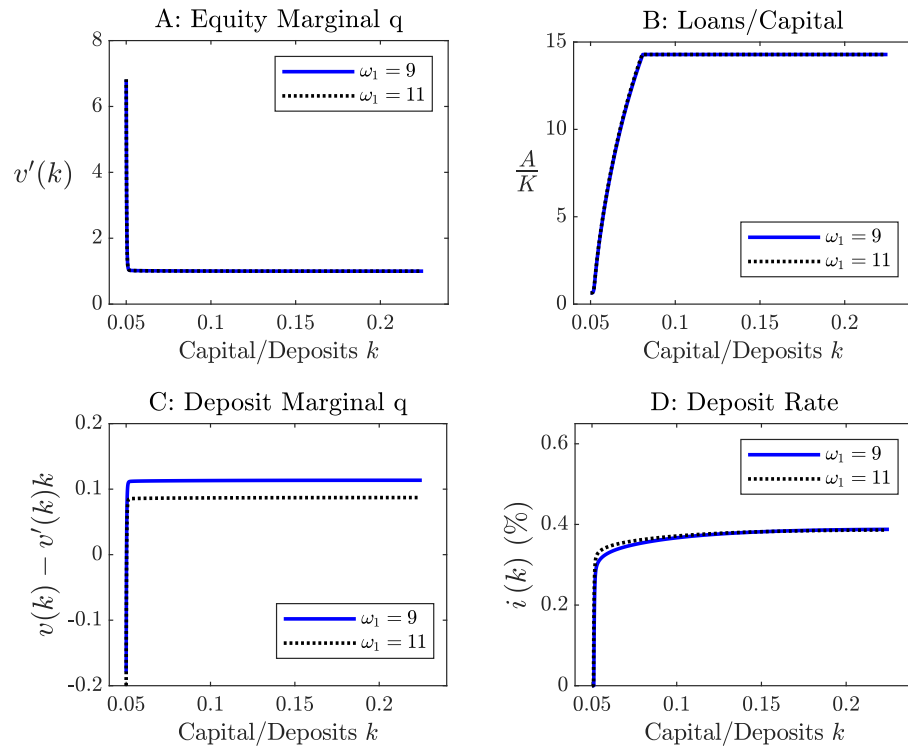 A: Equity Marginal q
8
6
4
2
0
v′(k)
ω₁ = 9
ω₁ = 11
0.05 0.1 0.15 0.2
Capital/Deposits k
B: Loans/Capital
15
10
5
0
A/K
ω₁ = 9
ω₁ = 11
0.05 0.1 0.15 0.2
Capital/Deposits k
C: Deposit Marginal q
0.2
0.1
0
-0.1
-0.2
v(k) − v′(k)k
ω₁ = 9
ω₁ = 11
0.05 0.1 0.15 0.2
Capital/Deposits k
D: Deposit Rate
0.6
0.4
0.2
0
i (k) (%)
ω₁ = 9
ω₁ = 11
0.05 0.1 0.15 0.2
Capital/Deposits k